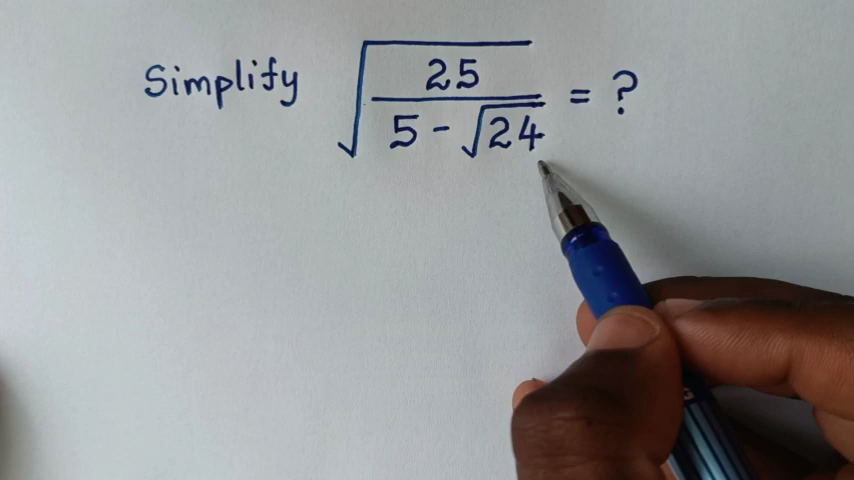 Simplify √(25/(5-√24)) = ?